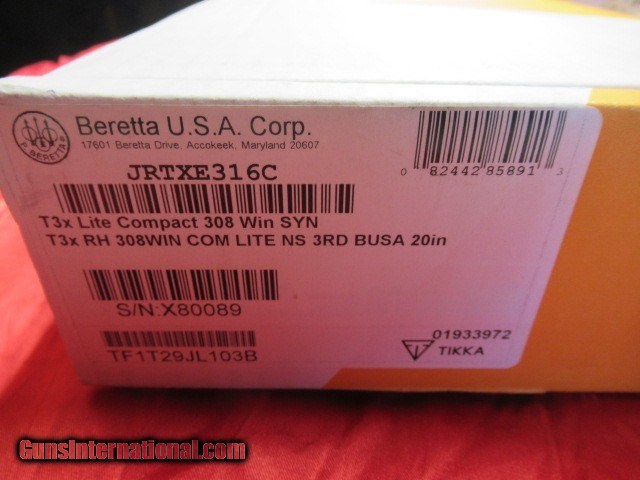 Beretta U.S.A. Corp.
17601 Beretta Drive, Accokeek, Maryland 20607
P. BERETTA
JRTXE316C
0 82442 85891 3
T3x Lite Compact 308 Win SYN
T3x RH 308WIN COM LITE NS 3RD BUSA 20in
S/N:X80089
TF1T29JL103B
01933972
TIKKA
GunsInternational.com